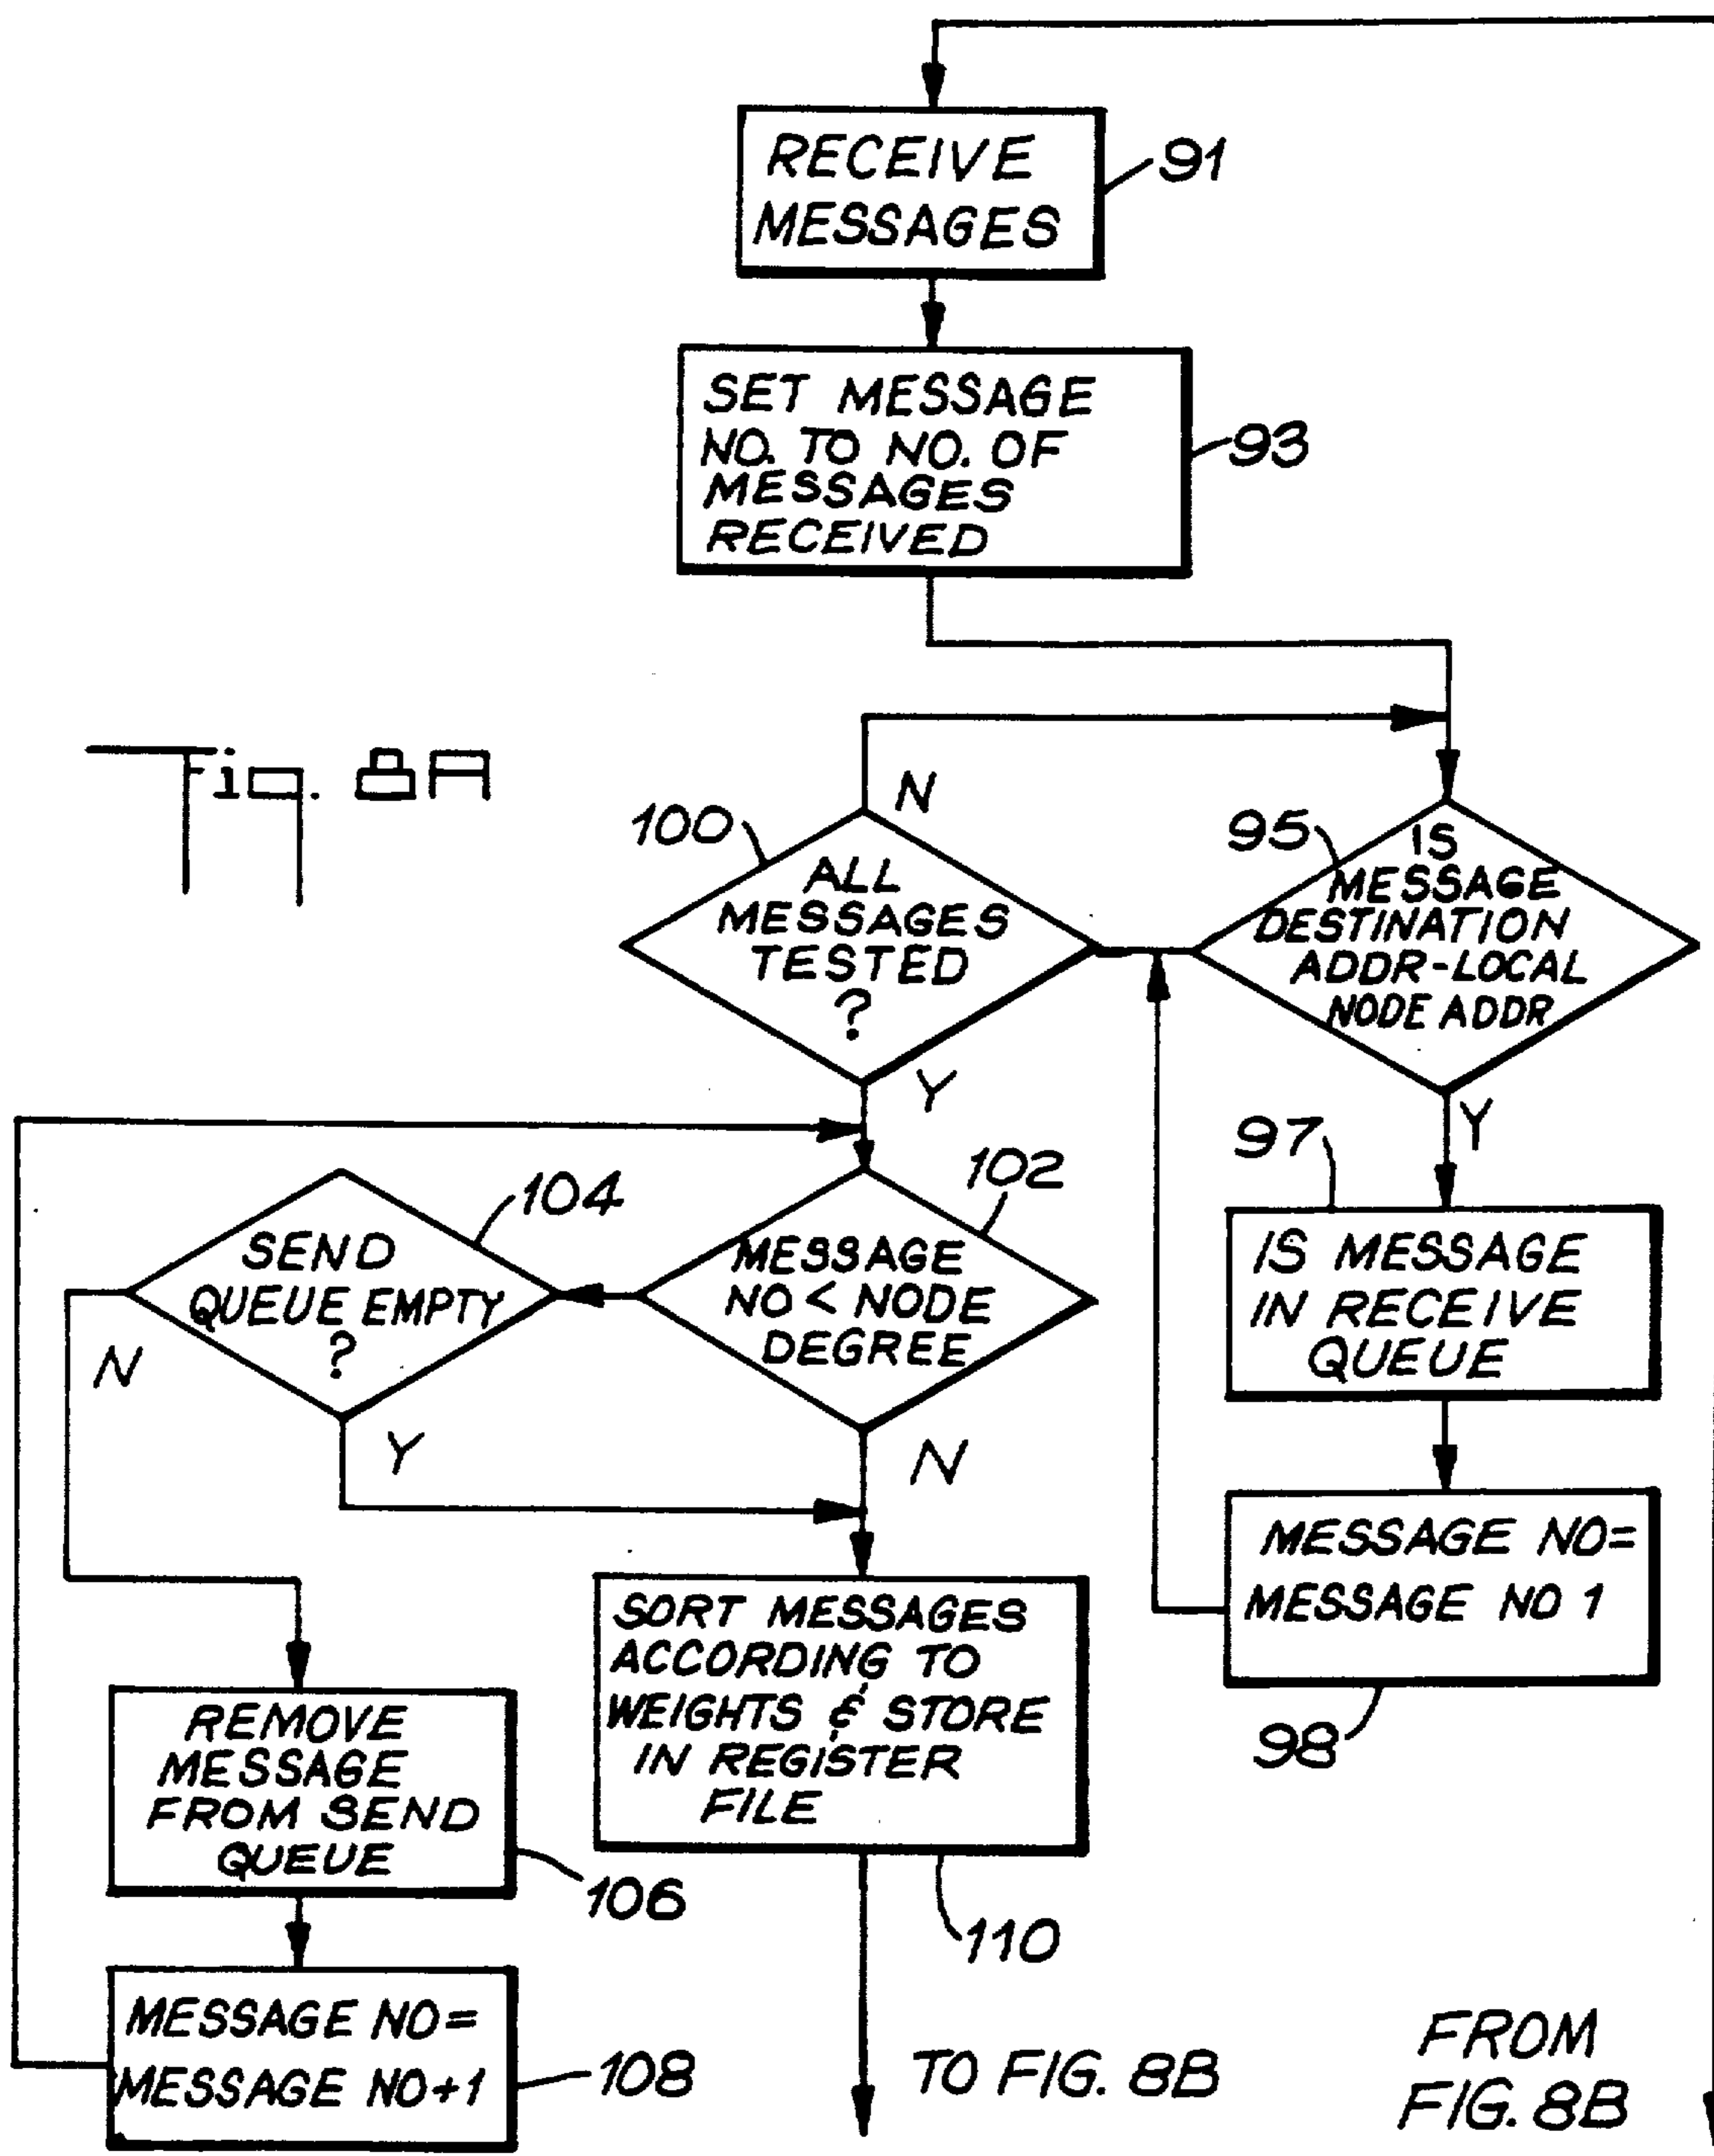 RECEIVE
MESSAGES
91
SET MESSAGE
NO. TO NO. OF
MESSAGES
RECEIVED
93
Fig. 8A
100
N
ALL
MESSAGES
TESTED
?
Y
95
IS
MESSAGE
DESTINATION
ADDR-LOCAL
NODE ADDR
Y
97
IS MESSAGE
IN RECEIVE
QUEUE
MESSAGE NO=
MESSAGE NO 1
98
102
MESSAGE
NO < NODE
DEGREE
N
104
SEND
QUEUE EMPTY
?
N
Y
SORT MESSAGES
ACCORDING TO
WEIGHTS & STORE
IN REGISTER
FILE
110
REMOVE
MESSAGE
FROM SEND
QUEUE
106
MESSAGE NO=
MESSAGE NO+1
108
TO FIG. 8B
FROM
FIG. 8B